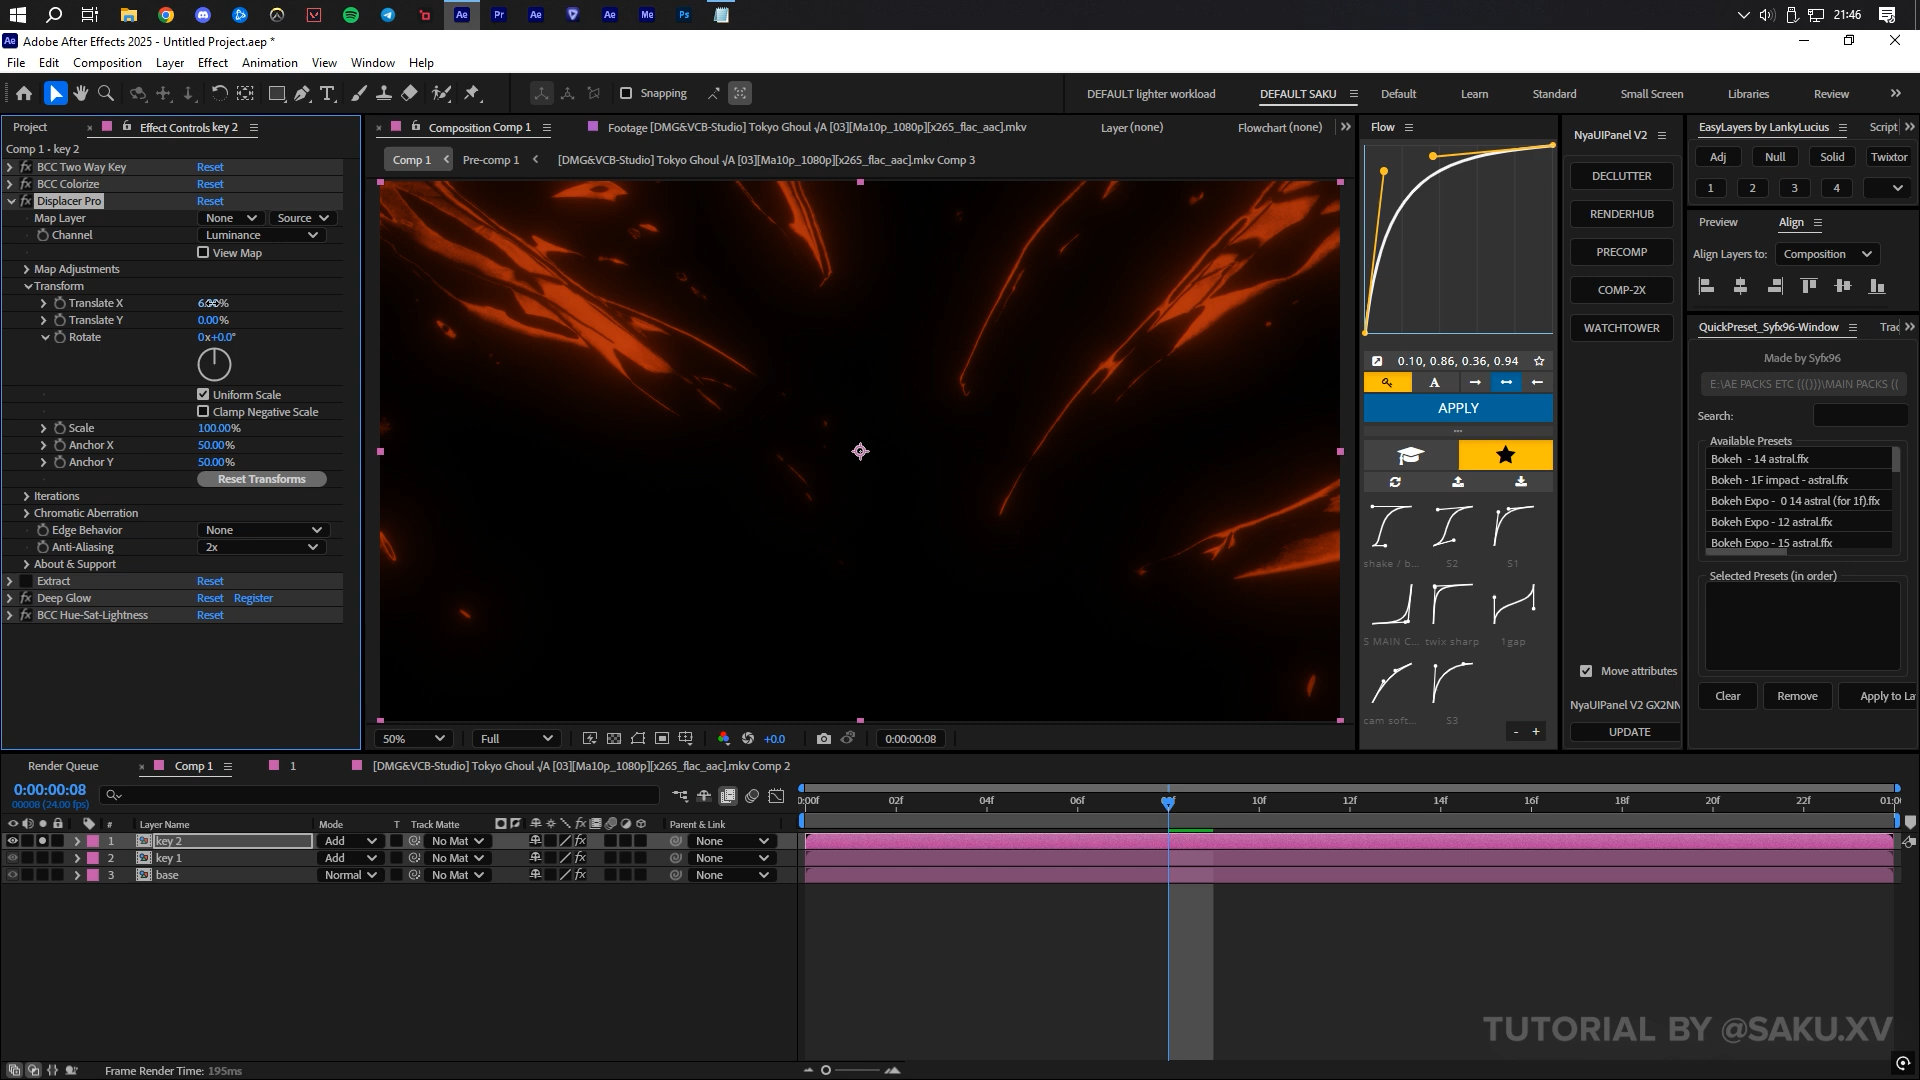 21:46
Adobe After Effects 2025 - Untitled Project.aep *
File Edit Composition Layer Effect Animation View Window Help
Snapping
DEFAULT lighter workload DEFAULT SAKU Default Learn Standard Small Screen Libraries Review
Project Effect Controls key 2
Comp 1 • key 2
BCC Two Way Key Reset
BCC Colorize Reset
Displacer Pro Reset
Map Layer None Source
Channel Luminance
View Map
Map Adjustments
Transform
Translate X
Translate Y 0.00%
Rotate 0x+0.0°
Uniform Scale
Clamp Negative Scale
Scale 100.00%
Anchor X 50.00%
Anchor Y 50.00%
Reset Transforms
Iterations
Chromatic Aberration
Edge Behavior None
Anti-Aliasing 2x
About & Support
Extract Reset
Deep Glow Reset Register
BCC Hue-Sat-Lightness Reset
Composition Comp 1 Footage [DMG&VCB-Studio] Tokyo Ghoul √A [03][Ma10p_1080p][x265_flac_aac].mkv Layer (none) Flowchart (none)
Comp 1 Pre-comp 1 [DMG&VCB-Studio] Tokyo Ghoul √A [03][Ma10p_1080p][x265_flac_aac].mkv Comp 3
50% Full +0.0 0:00:00:08
Flow
0.10, 0.86, 0.36, 0.94
A
APPLY
shake / b... S2 S1
S MAIN C... twix sharp 1gap
cam soft... S3
- +
NyaUIPanel V2
DECLUTTER
RENDERHUB
PRECOMP
COMP-2X
WATCHTOWER
Move attributes
NyaUIPanel V2 GX2NN
UPDATE
EasyLayers by LankyLucius Script
Adj Null Solid Twixtor
1 2 3 4
Preview Align
Align Layers to: Composition
QuickPreset_Syfx96-Window Trac
Made by Syfx96
E:\AE PACKS ETC ((()))\MAIN PACKS ((
Search:
Available Presets
Bokeh - 14 astral.ffx
Bokeh - 1F impact - astral.ffx
Bokeh Expo - 0 14 astral (for 1f).ffx
Bokeh Expo - 12 astral.ffx
Bokeh Expo - 15 astral.ffx
Selected Presets (in order)
Clear Remove Apply to La
Render Queue Comp 1 1 [DMG&VCB-Studio] Tokyo Ghoul √A [03][Ma10p_1080p][x265_flac_aac].mkv Comp 2
0:00:00:08
00008 (24.00 fps)
0:00f 02f 04f 06f 10f 12f 14f 16f 18f 20f 22f 01:0
# Layer Name Mode T Track Matte Parent & Link
1 key 2 Add No Mat None
2 key 1 Add No Mat None
3 base Normal No Mat None
TUTORIAL BY @SAKU.XV
Frame Render Time: 195ms